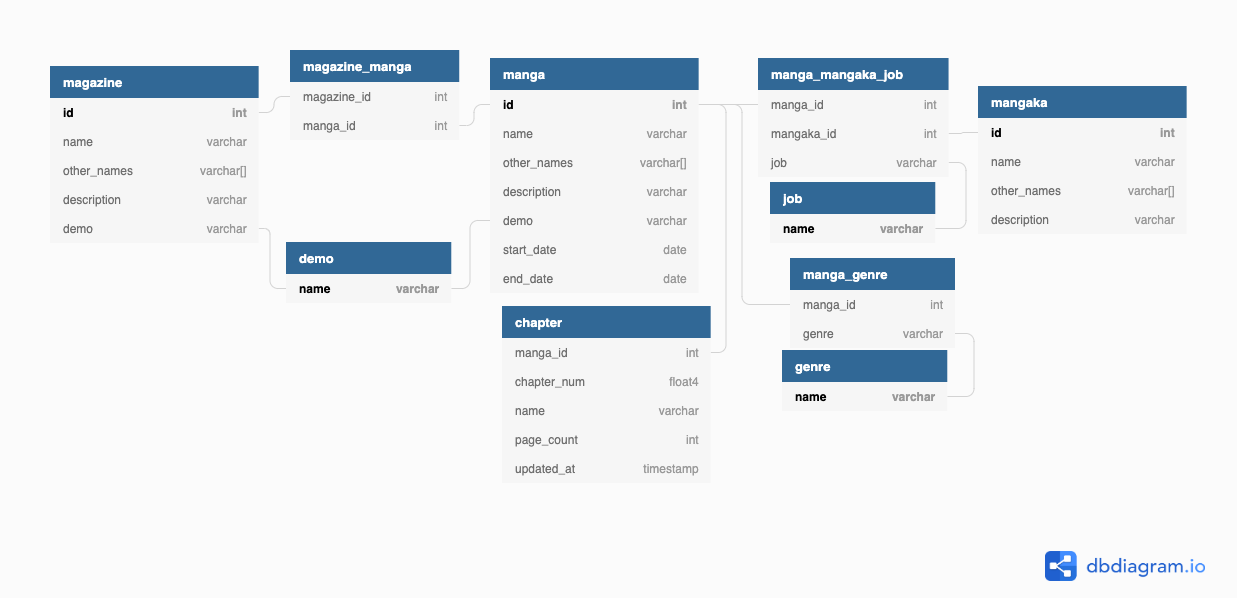 magazine
id int
name varchar
other_names varchar[]
description varchar
demo varchar
magazine_manga
magazine_id int
manga_id int
demo
name varchar
manga
id int
name varchar
other_names varchar[]
description varchar
demo varchar
start_date date
end_date date
chapter
manga_id int
chapter_num float4
name varchar
page_count int
updated_at timestamp
manga_mangaka_job
manga_id int
mangaka_id int
job varchar
job
name varchar
manga_genre
manga_id int
genre varchar
genre
name varchar
mangaka
id int
name varchar
other_names varchar[]
description varchar
dbdiagram.io